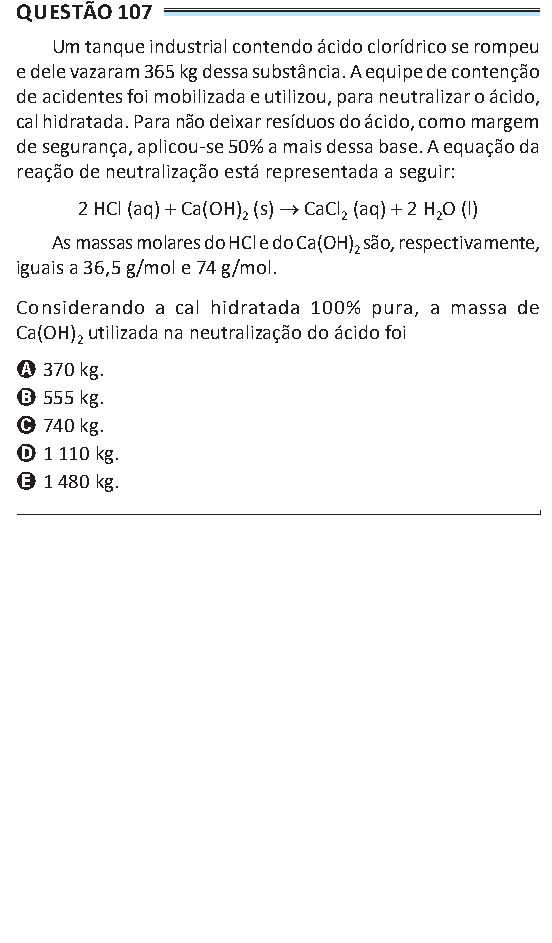 QUESTÃO 107
Um tanque industrial contendo ácido clorídrico se rompeu
e dele vazaram 365 kg dessa substância. A equipe de contenção
de acidentes foi mobilizada e utilizou, para neutralizar o ácido,
cal hidratada. Para não deixar resíduos do ácido, como margem
de segurança, aplicou-se 50% a mais dessa base. A equação da
reação de neutralização está representada a seguir:
2 HCl (aq) + Ca(OH)₂ (s) → CaCl₂ (aq) + 2 H₂O (l)
As massas molares do HCl e do Ca(OH)₂ são, respectivamente,
iguais a 36,5 g/mol e 74 g/mol.
Considerando a cal hidratada 100% pura, a massa de
Ca(OH)₂ utilizada na neutralização do ácido foi
A 370 kg.
B 555 kg.
C 740 kg.
D 1 110 kg.
E 1 480 kg.